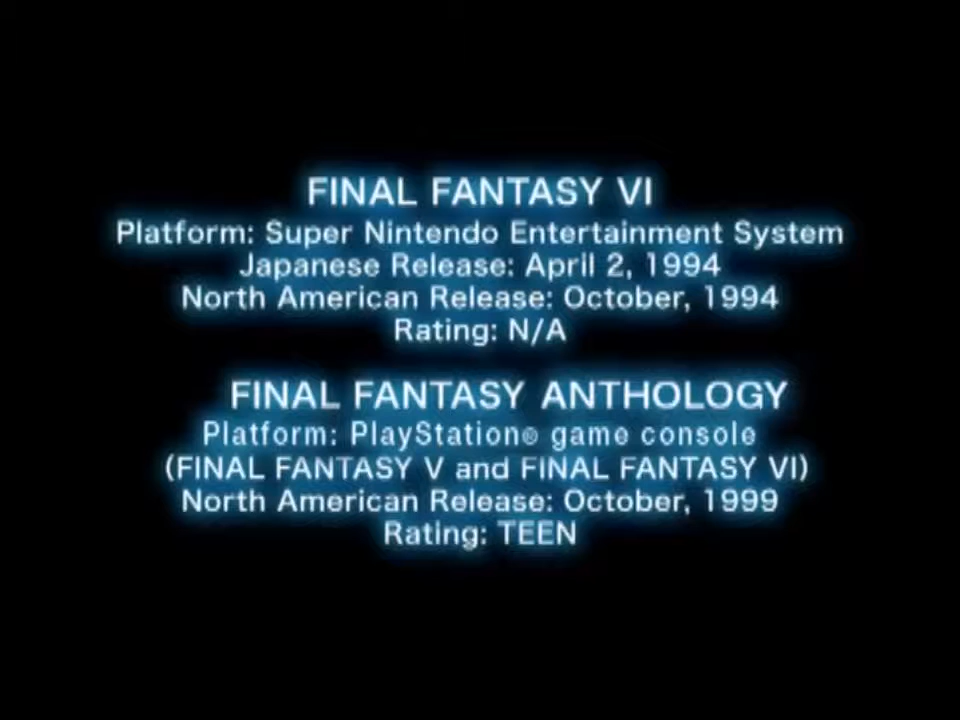 FINAL FANTASY VI
Platform: Super Nintendo Entertainment System
Japanese Release: April 2, 1994
North American Release: October, 1994
Rating: N/A
FINAL FANTASY ANTHOLOGY
Platform: PlayStation® game console
(FINAL FANTASY V and FINAL FANTASY VI)
North American Release: October, 1999
Rating: TEEN